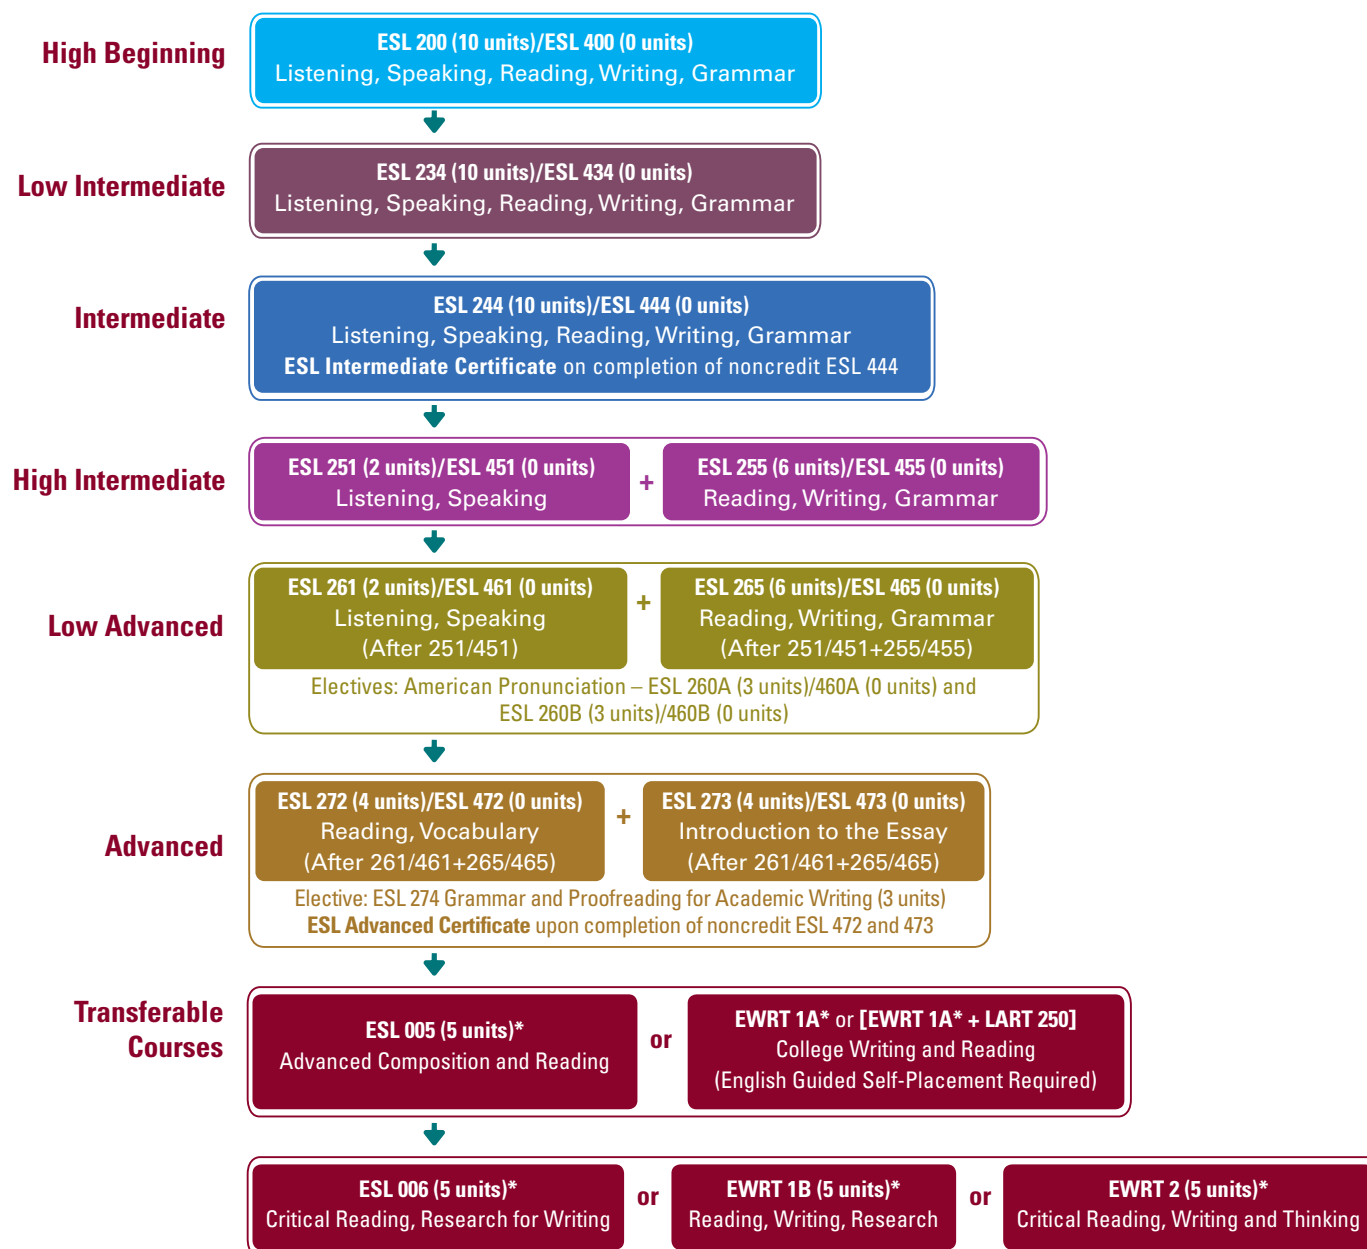 High Beginning
ESL 200 (10 units)/ESL 400 (0 units)
Listening, Speaking, Reading, Writing, Grammar
Low Intermediate
ESL 234 (10 units)/ESL 434 (0 units)
Listening, Speaking, Reading, Writing, Grammar
Intermediate
ESL 244 (10 units)/ESL 444 (0 units)
Listening, Speaking, Reading, Writing, Grammar
ESL Intermediate Certificate on completion of noncredit ESL 444
High Intermediate
ESL 251 (2 units)/ESL 451 (0 units)
Listening, Speaking
+
ESL 255 (6 units)/ESL 455 (0 units)
Reading, Writing, Grammar
Low Advanced
ESL 261 (2 units)/ESL 461 (0 units)
Listening, Speaking
(After 251/451)
+
ESL 265 (6 units)/ESL 465 (0 units)
Reading, Writing, Grammar
(After 251/451+255/455)
Electives: American Pronunciation – ESL 260A (3 units)/460A (0 units) and
ESL 260B (3 units)/460B (0 units)
Advanced
ESL 272 (4 units)/ESL 472 (0 units)
Reading, Vocabulary
(After 261/461+265/465)
+
ESL 273 (4 units)/ESL 473 (0 units)
Introduction to the Essay
(After 261/461+265/465)
Elective: ESL 274 Grammar and Proofreading for Academic Writing (3 units)
ESL Advanced Certificate upon completion of noncredit ESL 472 and 473
Transferable
Courses
ESL 005 (5 units)*
Advanced Composition and Reading
or
EWRT 1A* or [EWRT 1A* + LART 250]
College Writing and Reading
(English Guided Self-Placement Required)
ESL 006 (5 units)*
Critical Reading, Research for Writing
or
EWRT 1B (5 units)*
Reading, Writing, Research
or
EWRT 2 (5 units)*
Critical Reading, Writing and Thinking